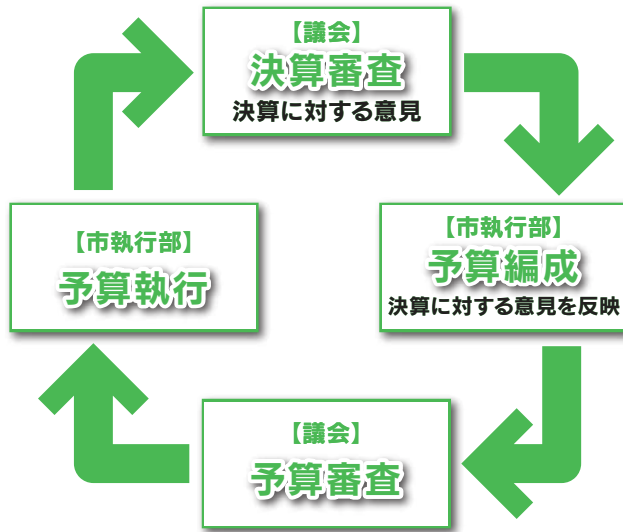 【議会】
決算審査
決算に対する意見
【市執行部】
予算執行
【市執行部】
予算編成
決算に対する意見を反映
【議会】
予算審査